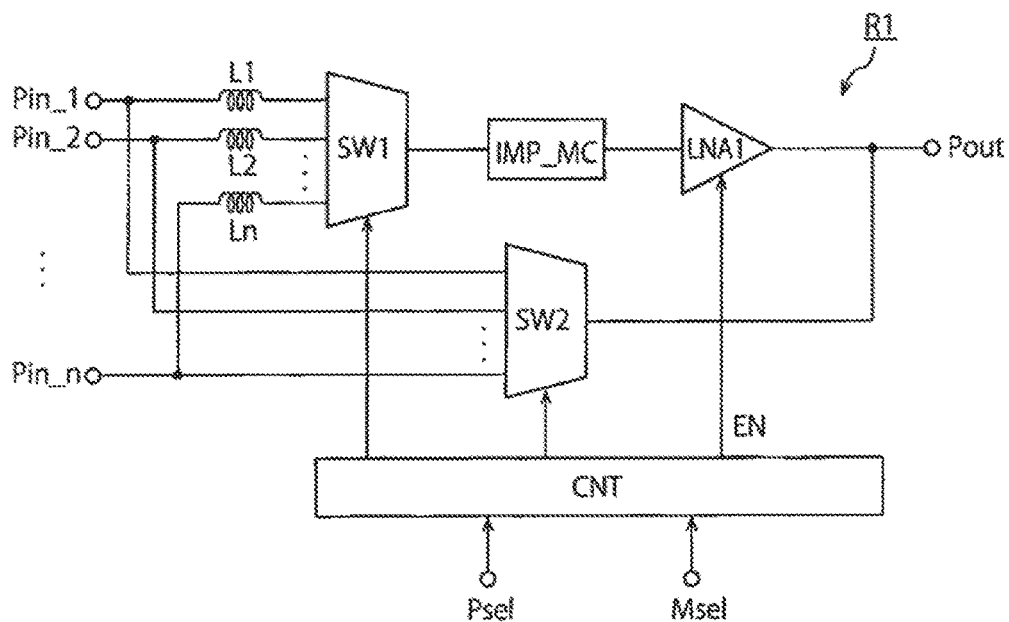 R1
L1
Pin_1
Pin_2
L2
SW1
IMP_MC
LNA1
Pout
Ln
SW2
Pin_n
EN
CNT
Psel
Msel